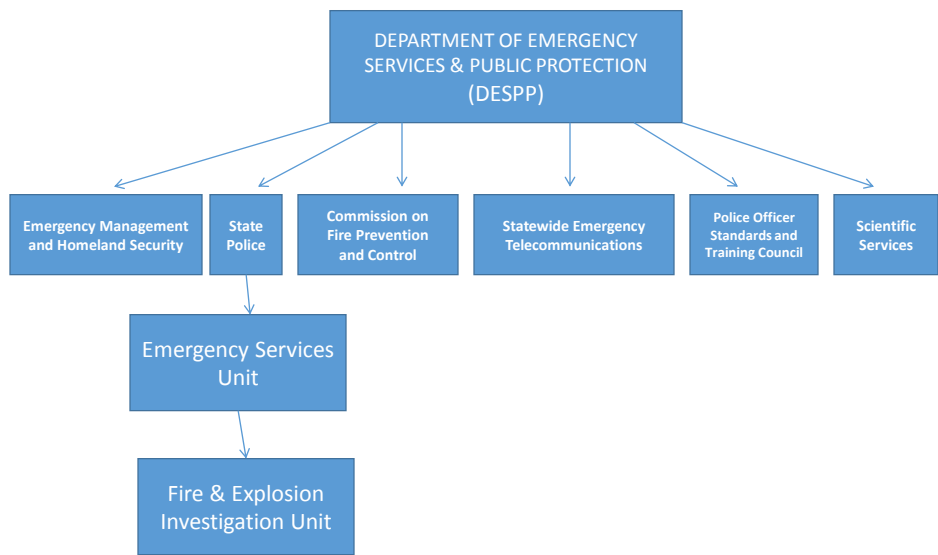 DEPARTMENT OF EMERGENCY
SERVICES & PUBLIC PROTECTION
(DESPP)
Emergency Management
and Homeland Security
State
Police
Commission on
Fire Prevention
and Control
Statewide Emergency
Telecommunications
Police Officer
Standards and
Training Council
Scientific
Services
Emergency Services
Unit
Fire & Explosion
Investigation Unit